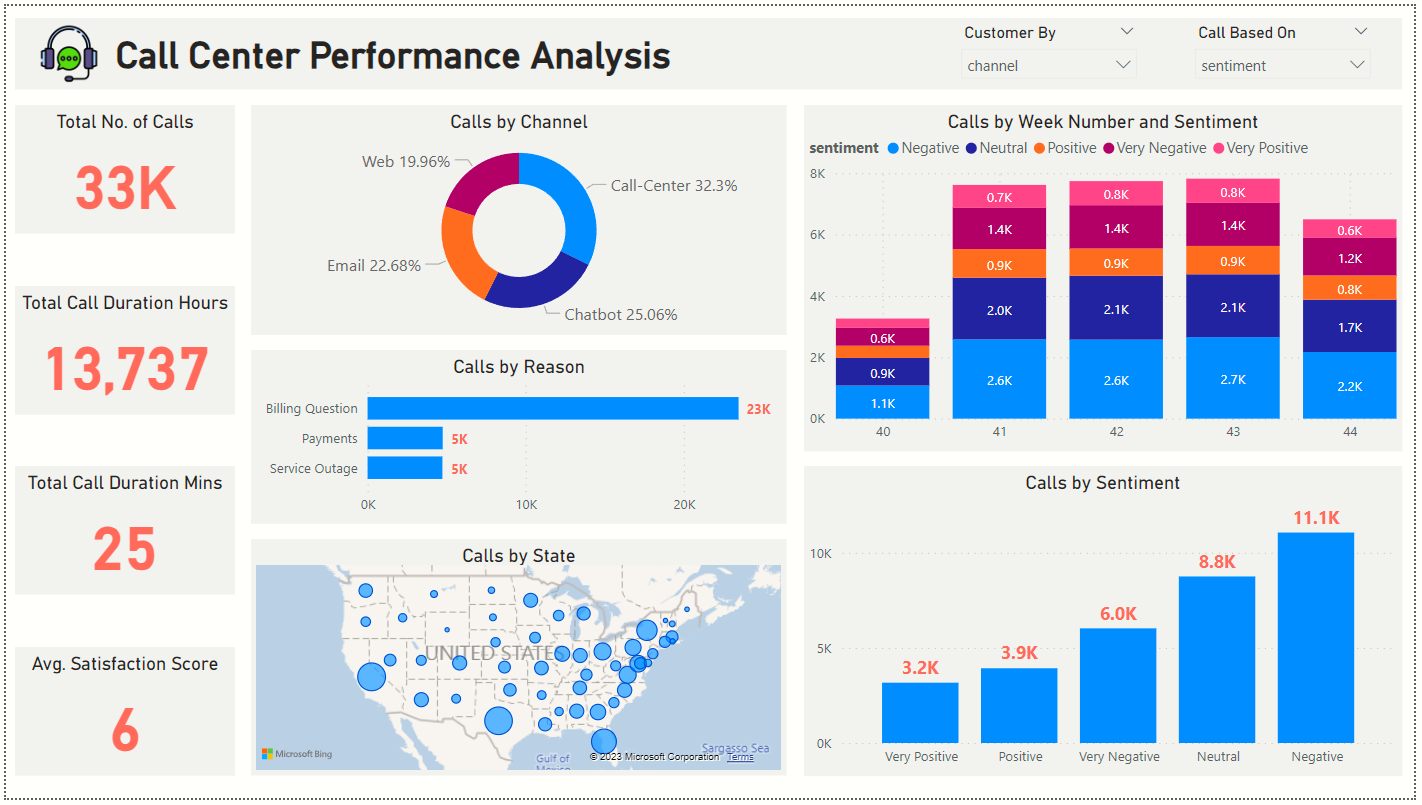 Call Center Performance Analysis
Customer By
channel
Call Based On
sentiment
Total No. of Calls
33K
Total Call Duration Hours
13,737
Total Call Duration Mins
25
Avg. Satisfaction Score
6
Calls by Channel
Web 19.96%
Call-Center 32.3%
Email 22.68%
Chatbot 25.06%
Calls by Reason
Billing Question 23K
Payments 5K
Service Outage 5K
0K 10K 20K
Calls by State
UNITED STATES
Gulf of
Mexico
Sargasso Sea
Microsoft Bing
© 2023 Microsoft Corporation Terms
Calls by Week Number and Sentiment
sentiment Negative Neutral Positive Very Negative Very Positive
8K
6K
4K
2K
0K
0.6K
0.9K
1.1K
0.7K
1.4K
0.9K
2.0K
2.6K
0.8K
1.4K
0.9K
2.1K
2.6K
0.8K
1.4K
0.9K
2.1K
2.7K
0.6K
1.2K
0.8K
1.7K
2.2K
40 41 42 43 44
Calls by Sentiment
10K
5K
0K
3.2K
3.9K
6.0K
8.8K
11.1K
Very Positive Positive Very Negative Neutral Negative